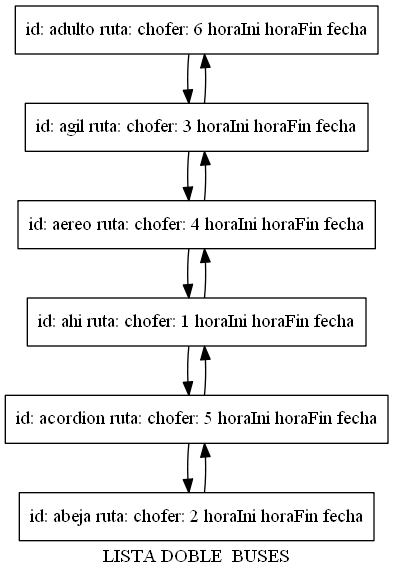 id: adulto ruta: chofer: 6 horaIni horaFin fecha
id: agil ruta: chofer: 3 horaIni horaFin fecha
id: aereo ruta: chofer: 4 horaIni horaFin fecha
id: ahi ruta: chofer: 1 horaIni horaFin fecha
id: acordion ruta: chofer: 5 horaIni horaFin fecha
id: abeja ruta: chofer: 2 horaIni horaFin fecha
LISTA DOBLE  BUSES